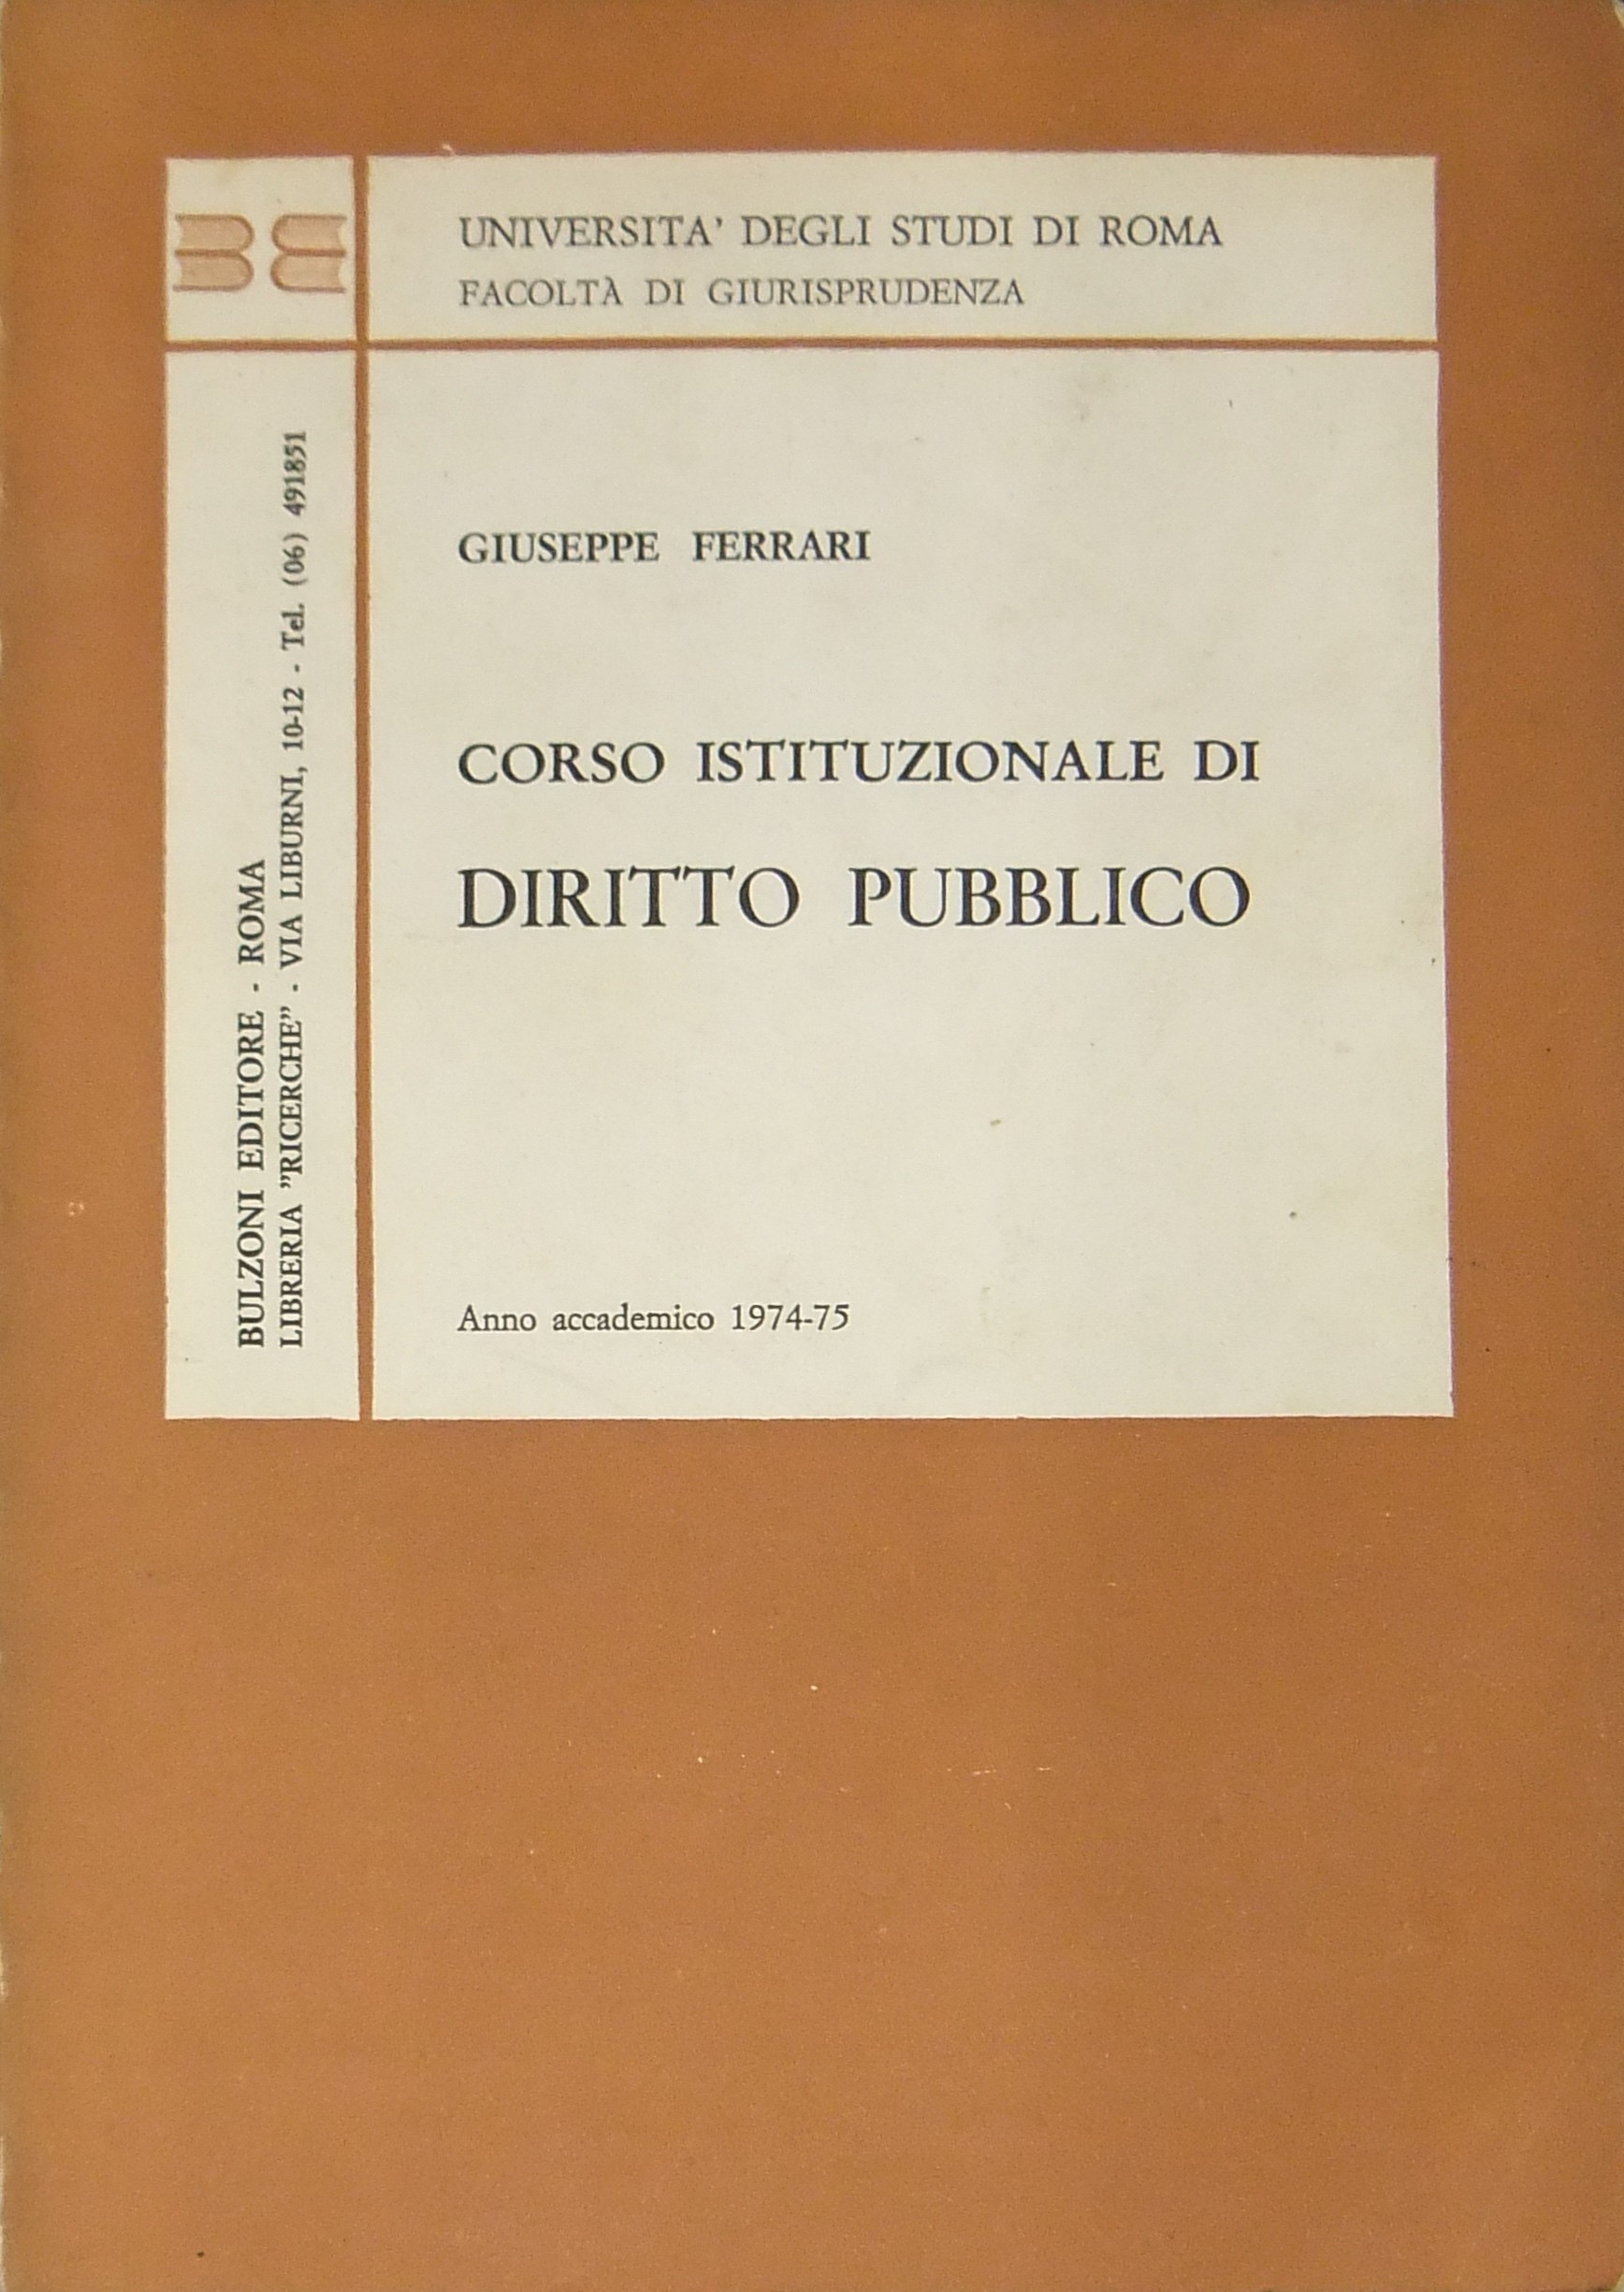 UNIVERSITA' DEGLI STUDI DI ROMA
FACOLTÀ DI GIURISPRUDENZA
GIUSEPPE FERRARI
CORSO ISTITUZIONALE DI
DIRITTO PUBBLICO
Anno accademico 1974-75
BULZONI EDITORE - ROMA
LIBRERIA "RICERCHE" - VIA LIBURNI, 10-12 - Tel. (06) 491851